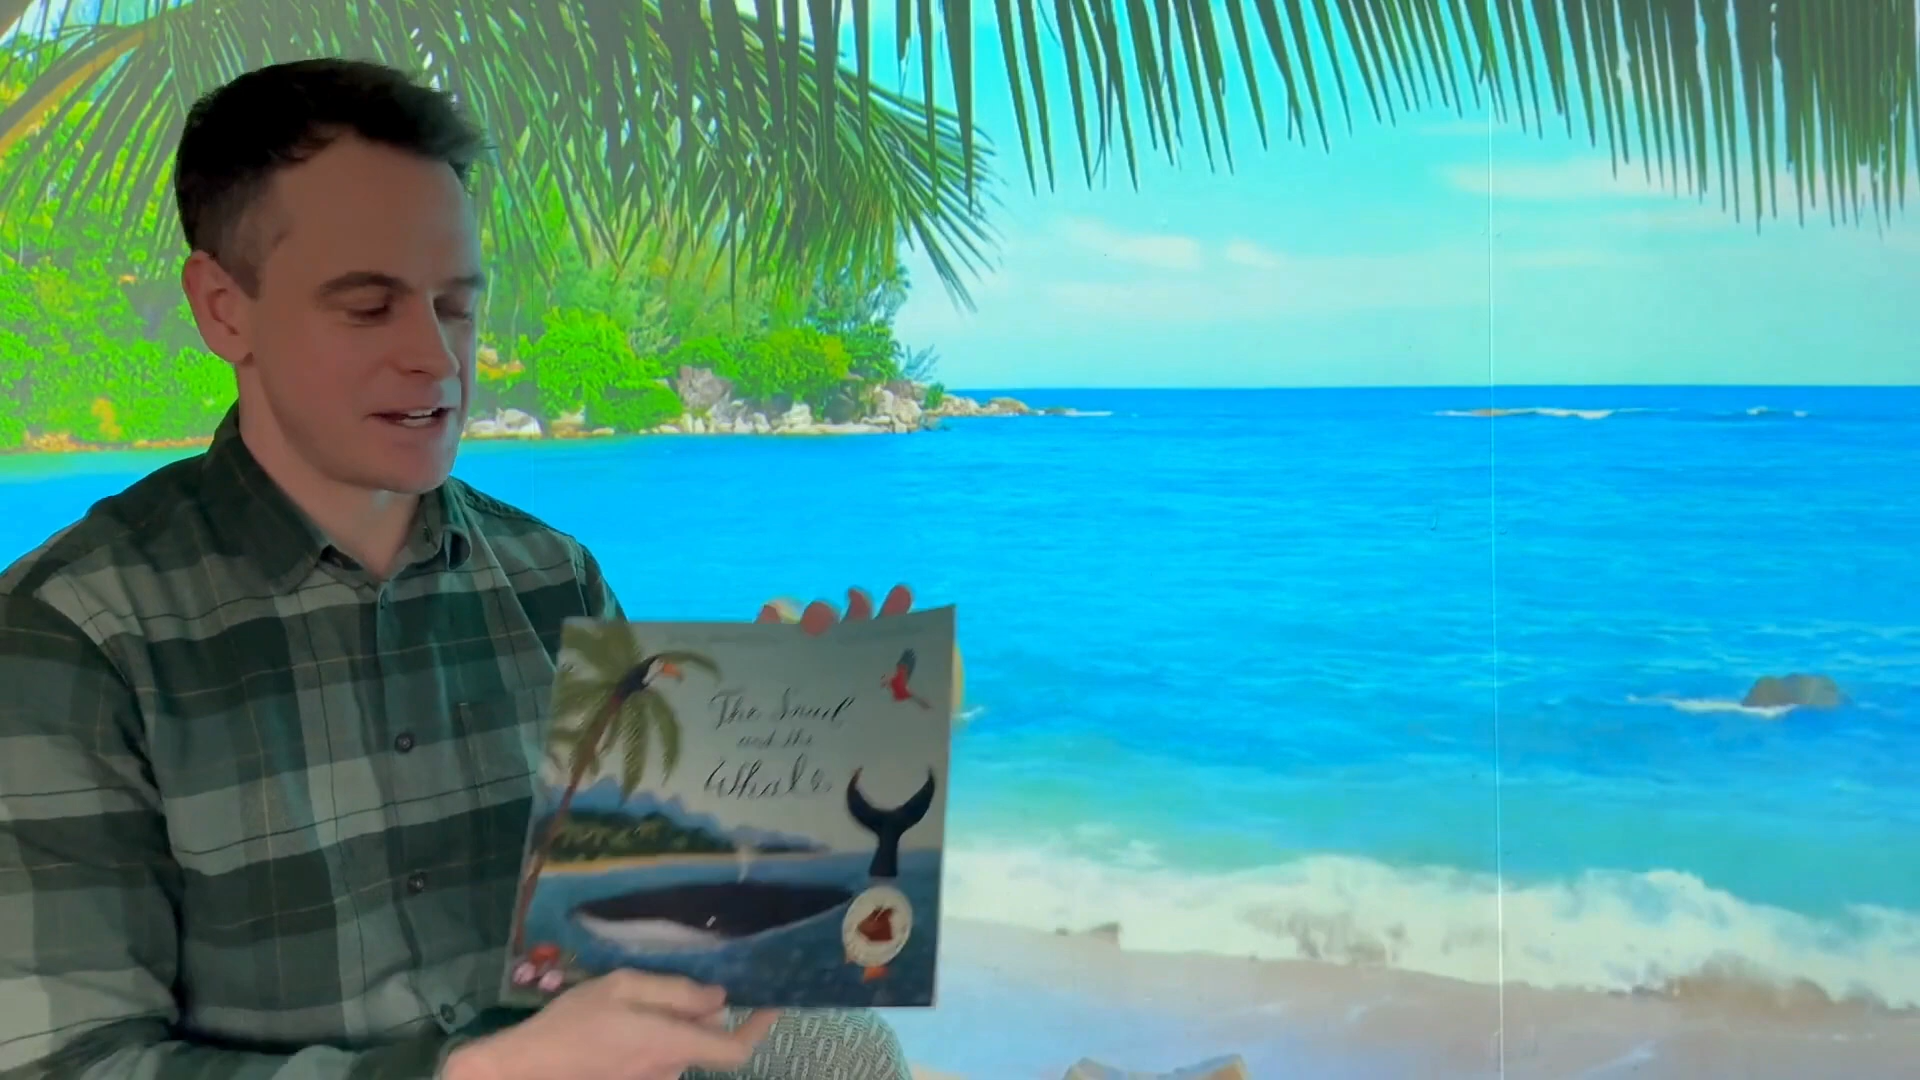 The Snail
and the
Whale